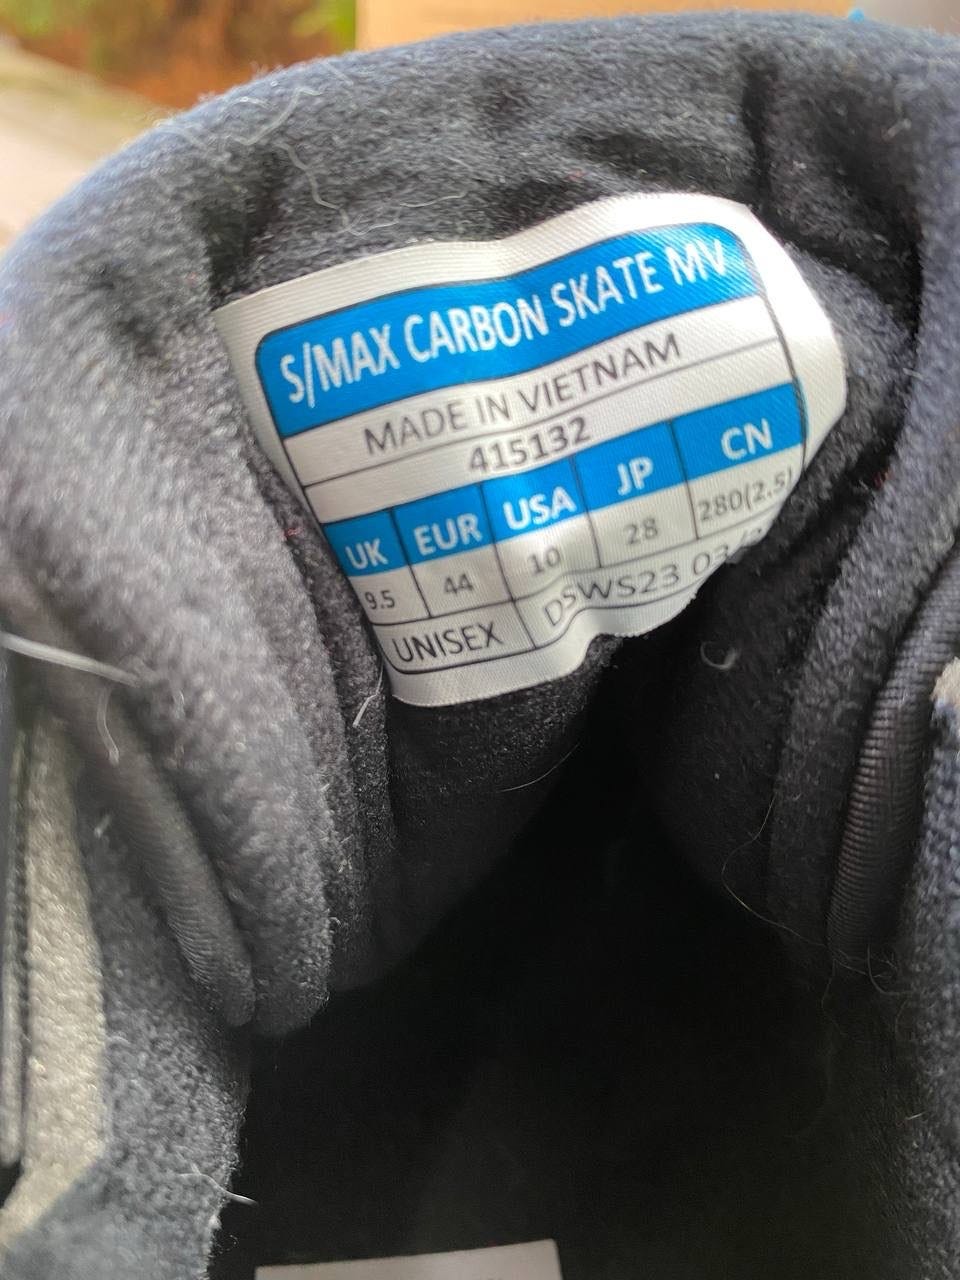 S/MAX CARBON SKATE MV
MADE IN VIETNAM
415132
UK EUR USA JP CN
9.5 44 10 28 280(2.5)
UNISEX DSWS23